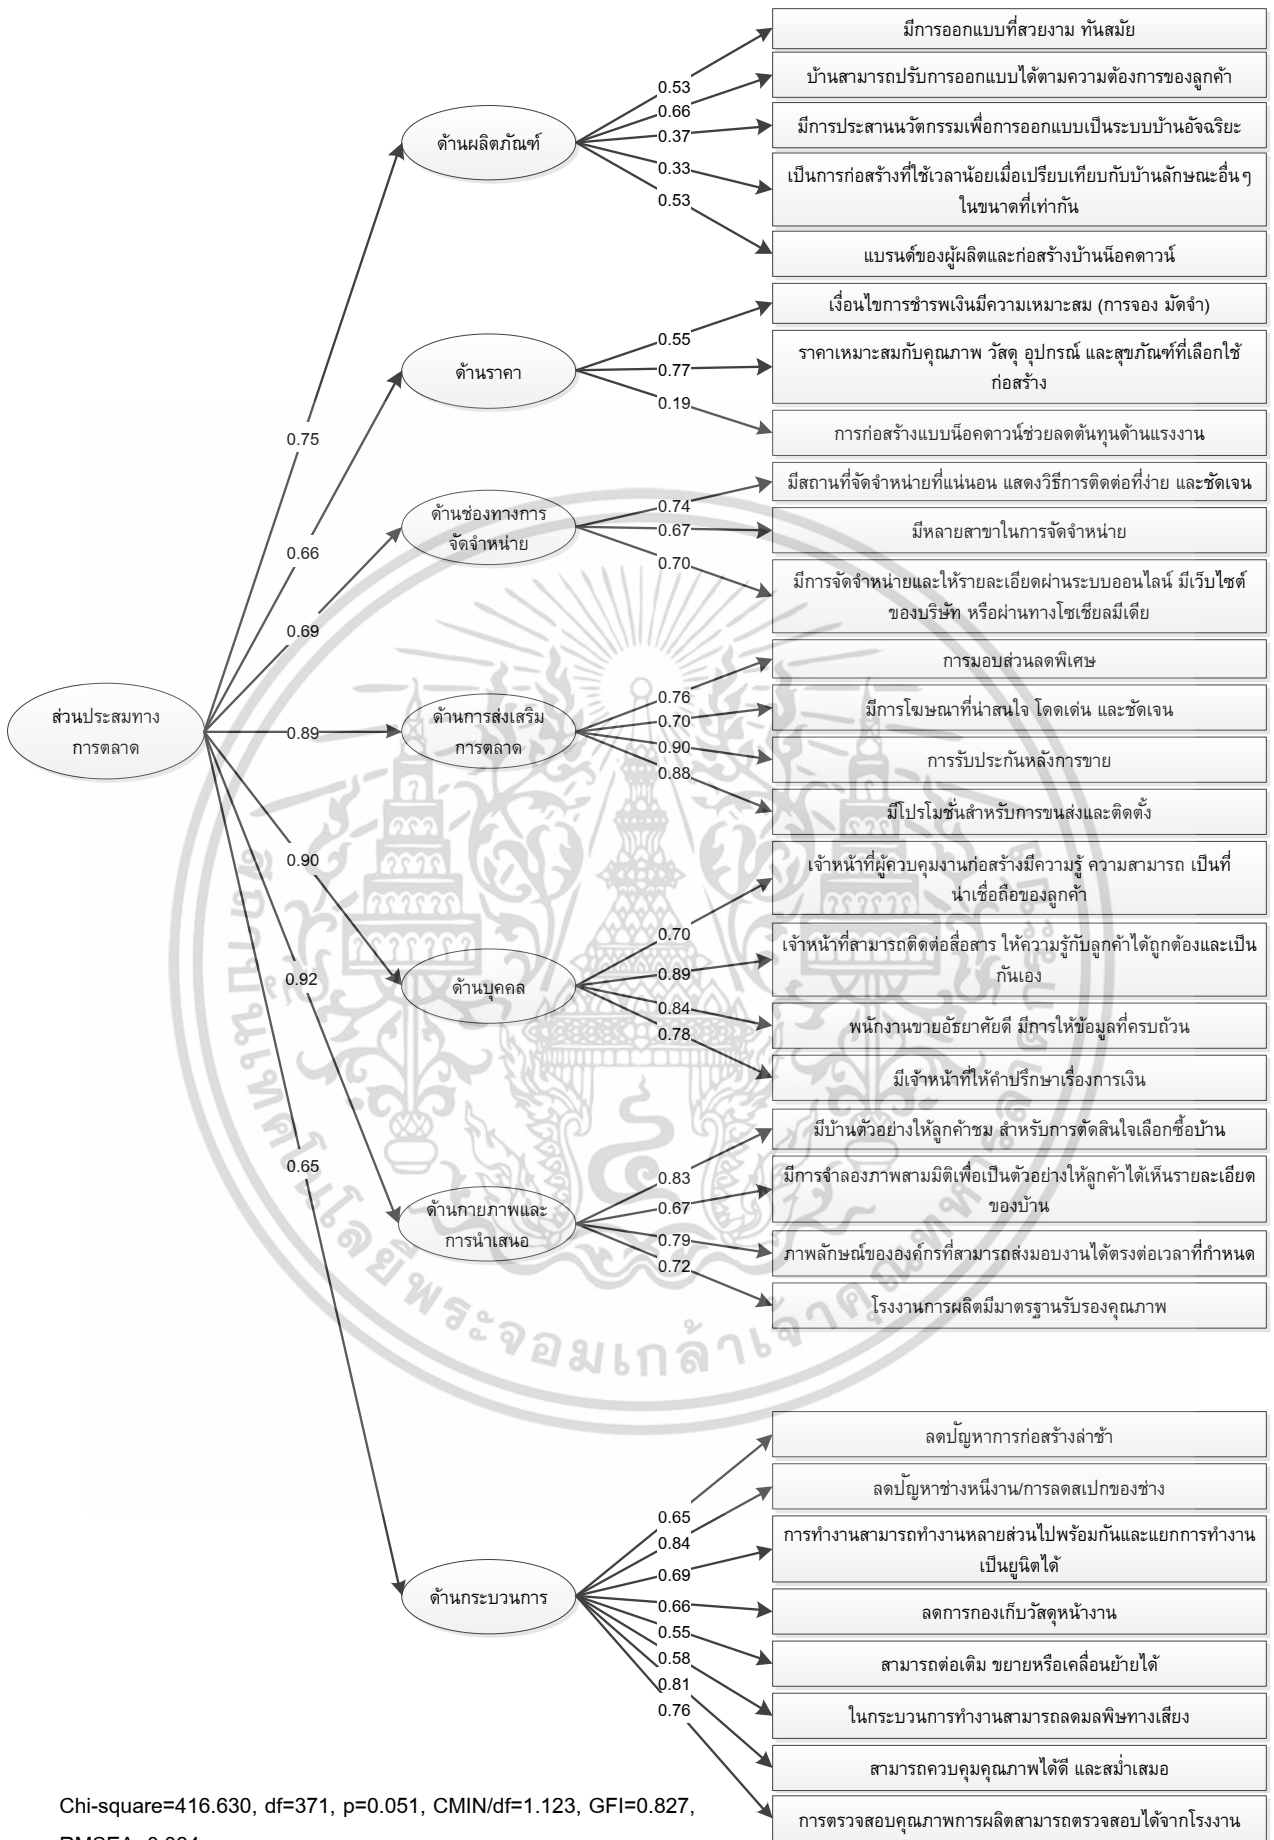 มีการออกแบบที่สวยงาม ทันสมัย
บ้านสามารถปรับการออกแบบได้ตามความต้องการของลูกค้า
มีการประสานนวัตกรรมเพื่อการออกแบบเป็นระบบบ้านอัจฉริยะ
เป็นการก่อสร้างที่ใช้เวลาน้อยเมื่อเปรียบเทียบกับบ้านลักษณะอื่นๆ
ในขนาดที่เท่ากัน
แบรนด์ของผู้ผลิตและก่อสร้างบ้านน็อคดาวน์
0.53
0.66
0.37
0.33
0.53
ด้านผลิตภัณฑ์
เงื่อนไขการชำรพเงินมีความเหมาะสม (การจอง มัดจำ)
ราคาเหมาะสมกับคุณภาพ วัสดุ อุปกรณ์ และสุขภัณฑ์ที่เลือกใช้
ก่อสร้าง
การก่อสร้างแบบน็อคดาวน์ช่วยลดต้นทุนด้านแรงงาน
0.55
0.77
0.19
ด้านราคา
มีสถานที่จัดจำหน่ายที่แน่นอน แสดงวิธีการติดต่อที่ง่าย และชัดเจน
มีหลายสาขาในการจัดจำหน่าย
มีการจัดจำหน่ายและให้รายละเอียดผ่านระบบออนไลน์ มีเว็บไซต์
ของบริษัท หรือผ่านทางโซเชียลมีเดีย
0.74
0.67
0.70
ด้านช่องทางการ
จัดจำหน่าย
การมอบส่วนลดพิเศษ
มีการโฆษณาที่น่าสนใจ โดดเด่น และชัดเจน
การรับประกันหลังการขาย
มีโปรโมชั่นสำหรับการขนส่งและติดตั้ง
0.76
0.70
0.90
0.88
ด้านการส่งเสริม
การตลาด
ส่วนประสมทาง
การตลาด
0.75
0.66
0.69
0.89
0.90
0.92
0.65
เจ้าหน้าที่ผู้ควบคุมงานก่อสร้างมีความรู้ ความสามารถ เป็นที่
น่าเชื่อถือของลูกค้า
เจ้าหน้าที่สามารถติดต่อสื่อสาร ให้ความรู้กับลูกค้าได้ถูกต้องและเป็น
กันเอง
พนักงานขายอัธยาศัยดี มีการให้ข้อมูลที่ครบถ้วน
มีเจ้าหน้าที่ให้คำปรึกษาเรื่องการเงิน
0.70
0.89
0.84
0.78
ด้านบุคคล
มีบ้านตัวอย่างให้ลูกค้าชม สำหรับการตัดสินใจเลือกซื้อบ้าน
มีการจำลองภาพสามมิติเพื่อเป็นตัวอย่างให้ลูกค้าได้เห็นรายละเอียด
ของบ้าน
ภาพลักษณ์ขององค์กรที่สามารถส่งมอบงานได้ตรงต่อเวลาที่กำหนด
โรงงานการผลิตมีมาตรฐานรับรองคุณภาพ
0.83
0.67
0.79
0.72
ด้านกายภาพและ
การนำเสนอ
สถาบันเทคโนโลยีพระจอมเกล้าเจ้าคุณทหารลาดกระบัง
ลดปัญหาการก่อสร้างล่าช้า
ลดปัญหาช่างหนีงาน/การลดสเปกของช่าง
การทำงานสามารถทำงานหลายส่วนไปพร้อมกันและแยกการทำงาน
เป็นยูนิตได้
ลดการกองเก็บวัสดุหน้างาน
สามารถต่อเติม ขยายหรือเคลื่อนย้ายได้
ในกระบวนการทำงานสามารถลดมลพิษทางเสียง
สามารถควบคุมคุณภาพได้ดี และสม่ำเสมอ
การตรวจสอบคุณภาพการผลิตสามารถตรวจสอบได้จากโรงงาน
0.65
0.84
0.69
0.66
0.55
0.58
0.81
0.76
ด้านกระบวนการ
Chi-square=416.630, df=371, p=0.051, CMIN/df=1.123, GFI=0.827,